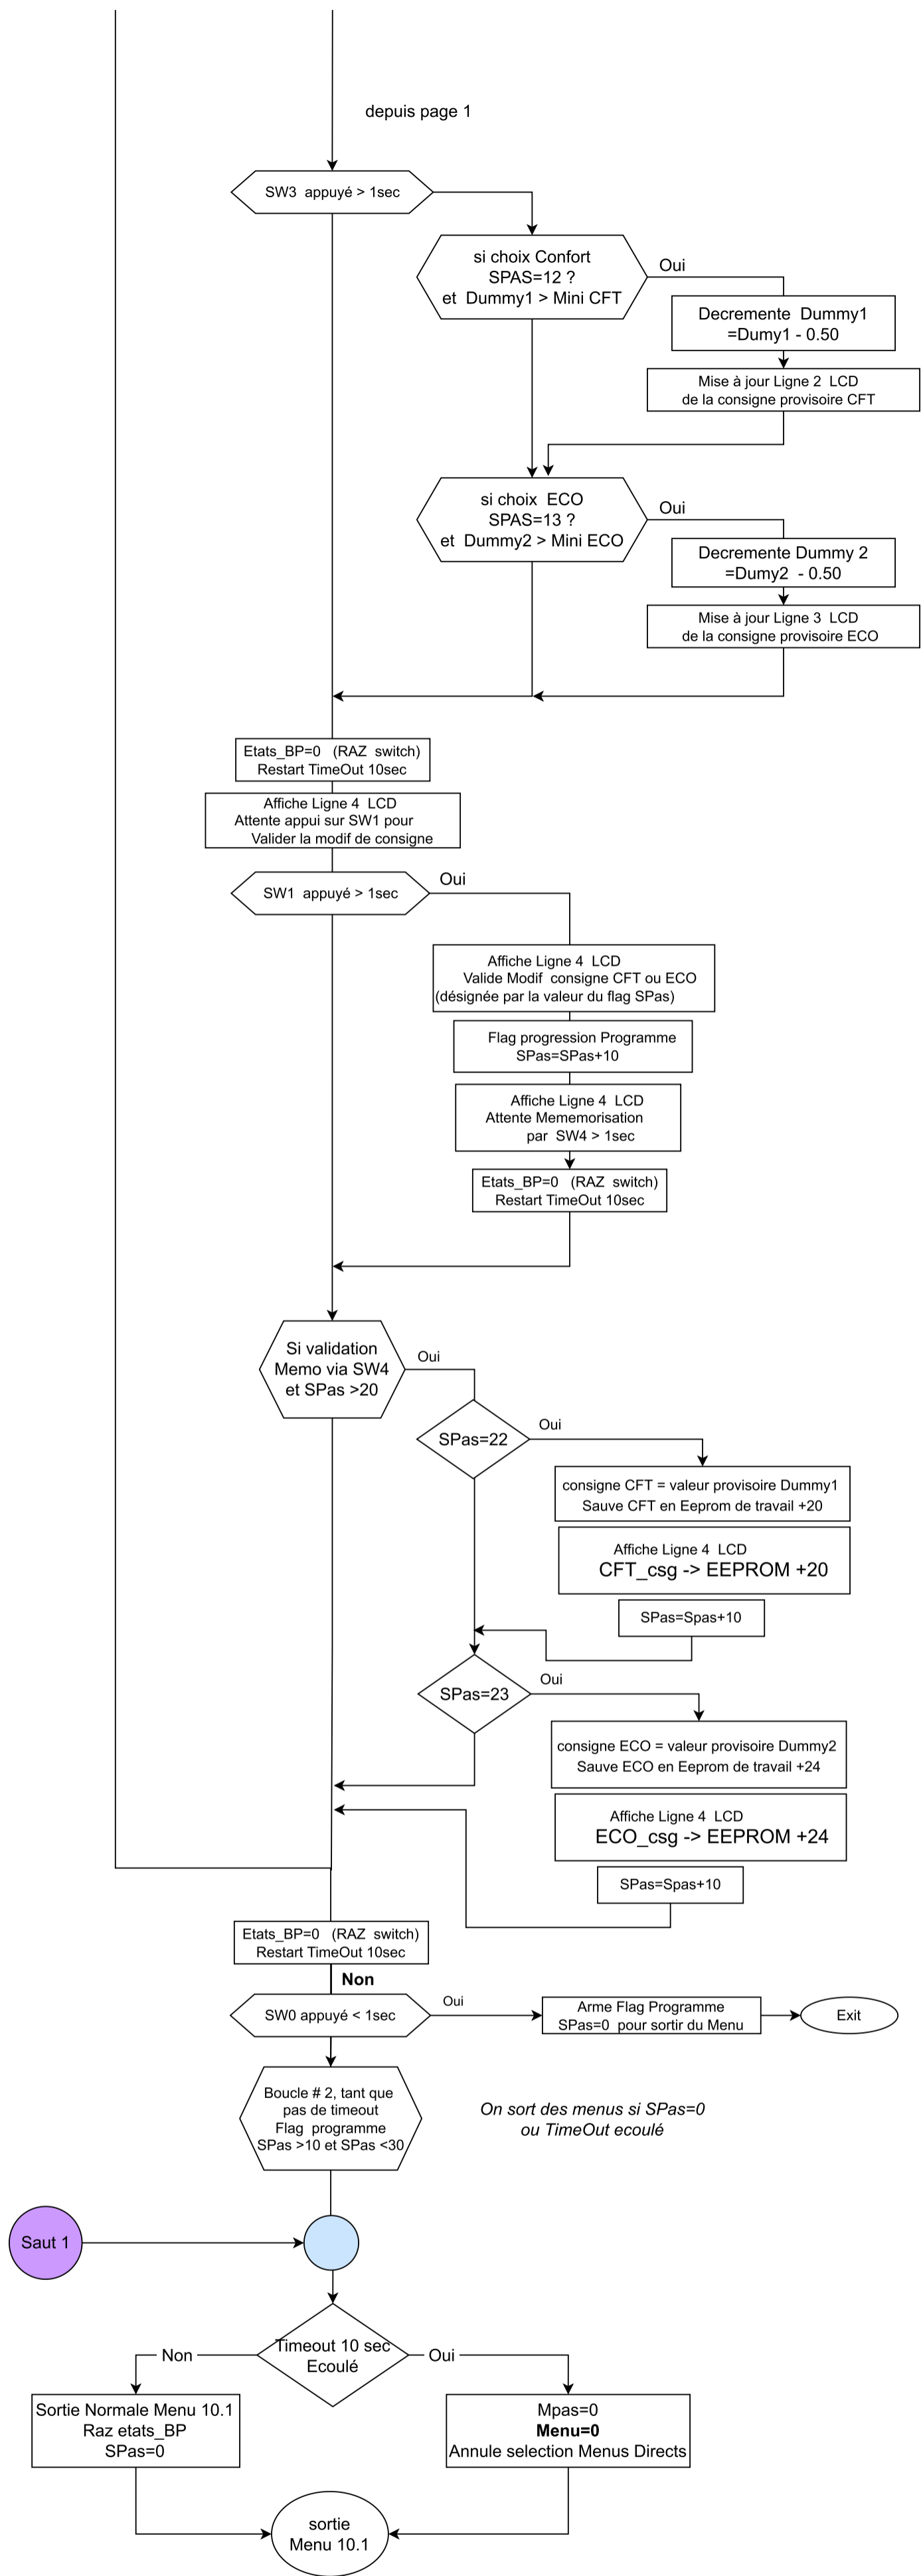 depuis page 1
SW3 appuyé > 1sec
si choix Confort
SPAS=12 ?
et Dummy1 > Mini CFT
Oui
Decremente Dummy1
=Dumy1 - 0.50
Mise à jour Ligne 2 LCD
de la consigne provisoire CFT
si choix ECO
SPAS=13 ?
et Dummy2 > Mini ECO
Oui
Decremente Dummy 2
=Dumy2 - 0.50
Mise à jour Ligne 3 LCD
de la consigne provisoire ECO
Etats_BP=0 (RAZ switch)
Restart TimeOut 10sec
Affiche Ligne 4 LCD
Attente appui sur SW1 pour
Valider la modif de consigne
SW1 appuyé > 1sec
Oui
Affiche Ligne 4 LCD
Valide Modif consigne CFT ou ECO
(désignée par la valeur du flag SPas)
Flag progression Programme
SPas=SPas+10
Affiche Ligne 4 LCD
Attente Mememorisation
par SW4 > 1sec
Etats_BP=0 (RAZ switch)
Restart TimeOut 10sec
Si validation
Memo via SW4
et SPas >20
Oui
SPas=22
Oui
consigne CFT = valeur provisoire Dummy1
Sauve CFT en Eeprom de travail +20
Affiche Ligne 4 LCD
CFT_csg -> EEPROM +20
SPas=Spas+10
SPas=23
Oui
consigne ECO = valeur provisoire Dummy2
Sauve ECO en Eeprom de travail +24
Affiche Ligne 4 LCD
ECO_csg -> EEPROM +24
SPas=Spas+10
Etats_BP=0 (RAZ switch)
Restart TimeOut 10sec
Non
SW0 appuyé < 1sec
Oui
Arme Flag Programme
SPas=0 pour sortir du Menu
Exit
Boucle # 2, tant que
pas de timeout
Flag programme
SPas >10 et SPas <30
On sort des menus si SPas=0
ou TimeOut ecoulé
Saut 1
Timeout 10 sec
Ecoulé
Non
Oui
Sortie Normale Menu 10.1
Raz etats_BP
SPas=0
Mpas=0
Menu=0
Annule selection Menus Directs
sortie
Menu 10.1